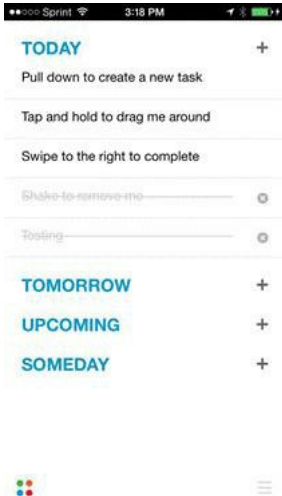 Sprint 3:18 PM
TODAY +
Pull down to create a new task
Tap and hold to drag me around
Swipe to the right to complete
Shake to remove me
Testing
TOMORROW +
UPCOMING +
SOMEDAY +